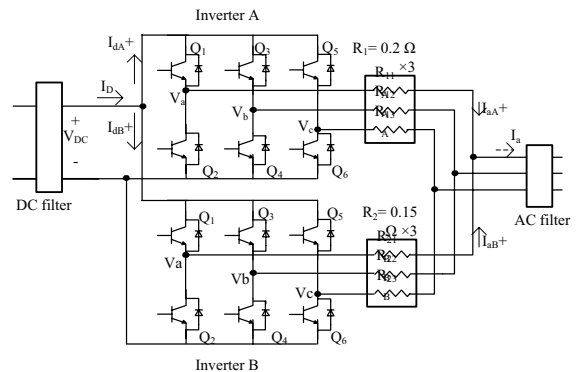 Inverter A
IdA+
Q1
Q3
Q5
R1= 0.2 Ω
×3
R11
ID
Va
Vb
Vc
IaA+
Ia
+
VDC
-
IdB+
Q2
Q4
Q6
DC filter
AC filter
R2= 0.15
Ω ×3
Q1
Q3
Q5
Va
Vb
Vc
IaB+
Q2
Q4
Q6
Inverter B